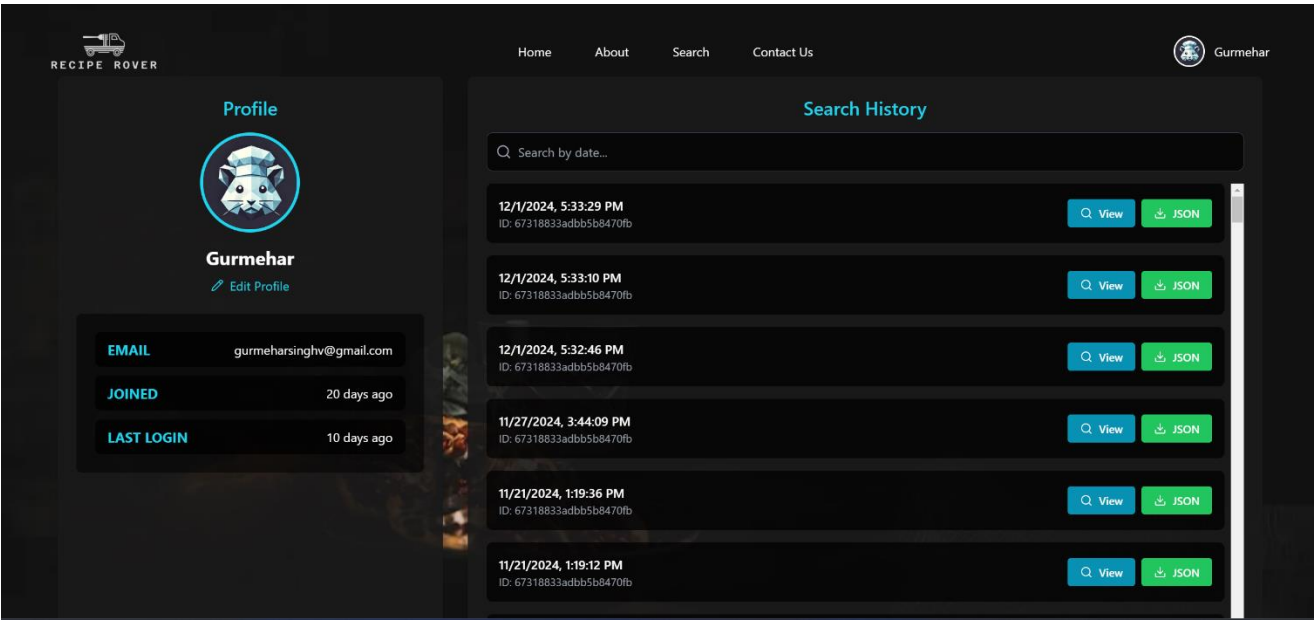 RECIPE ROVER
Home About Search Contact Us
Gurmehar
Profile
Gurmehar
Edit Profile
EMAIL gurmeharsinghv@gmail.com
JOINED 20 days ago
LAST LOGIN 10 days ago
Search History
Search by date...
12/1/2024, 5:33:29 PM
ID: 67318833adbb5b8470fb
View JSON
12/1/2024, 5:33:10 PM
ID: 67318833adbb5b8470fb
View JSON
12/1/2024, 5:32:46 PM
ID: 67318833adbb5b8470fb
View JSON
11/27/2024, 3:44:09 PM
ID: 67318833adbb5b8470fb
View JSON
11/21/2024, 1:19:36 PM
ID: 67318833adbb5b8470fb
View JSON
11/21/2024, 1:19:12 PM
ID: 67318833adbb5b8470fb
View JSON